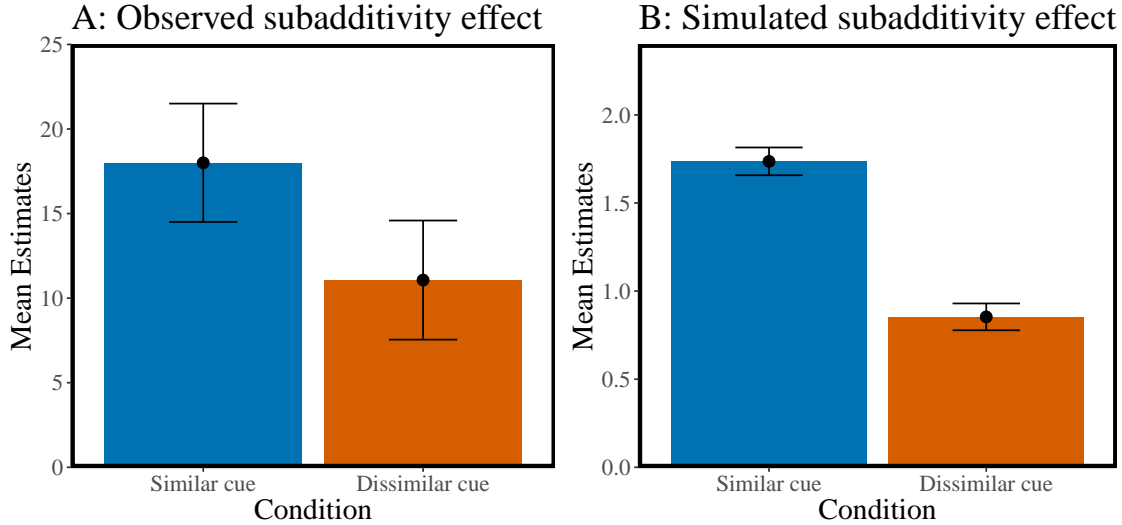 A: Observed subadditivity effect
Mean Estimates
25
20
15
10
5
0
Similar cue
Dissimilar cue
Condition
B: Simulated subadditivity effect
Mean Estimates
2.0
1.5
1.0
0.5
0.0
Similar cue
Dissimilar cue
Condition